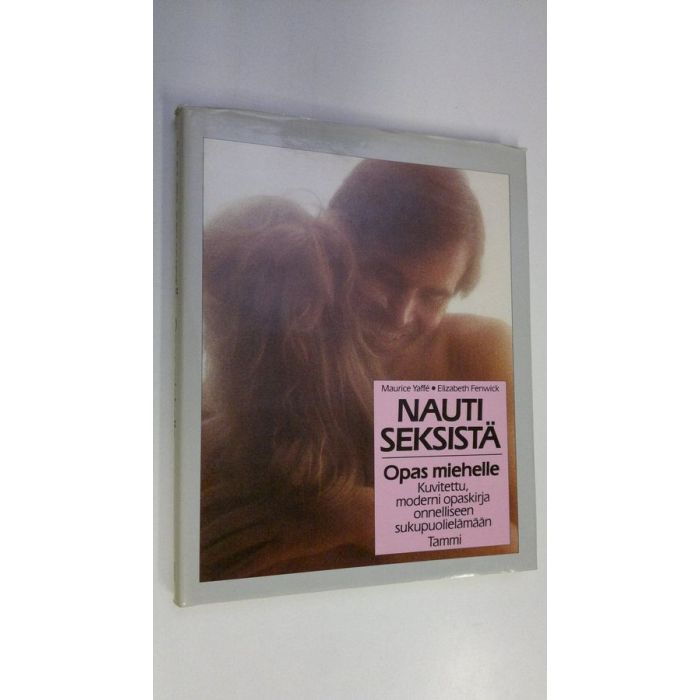 Maurice Yaffé • Elizabeth Fenwick
NAUTI
SEKSISTÄ
Opas miehelle
Kuvitettu,
moderni opaskirja
onnelliseen
sukupuolielämään
Tammi